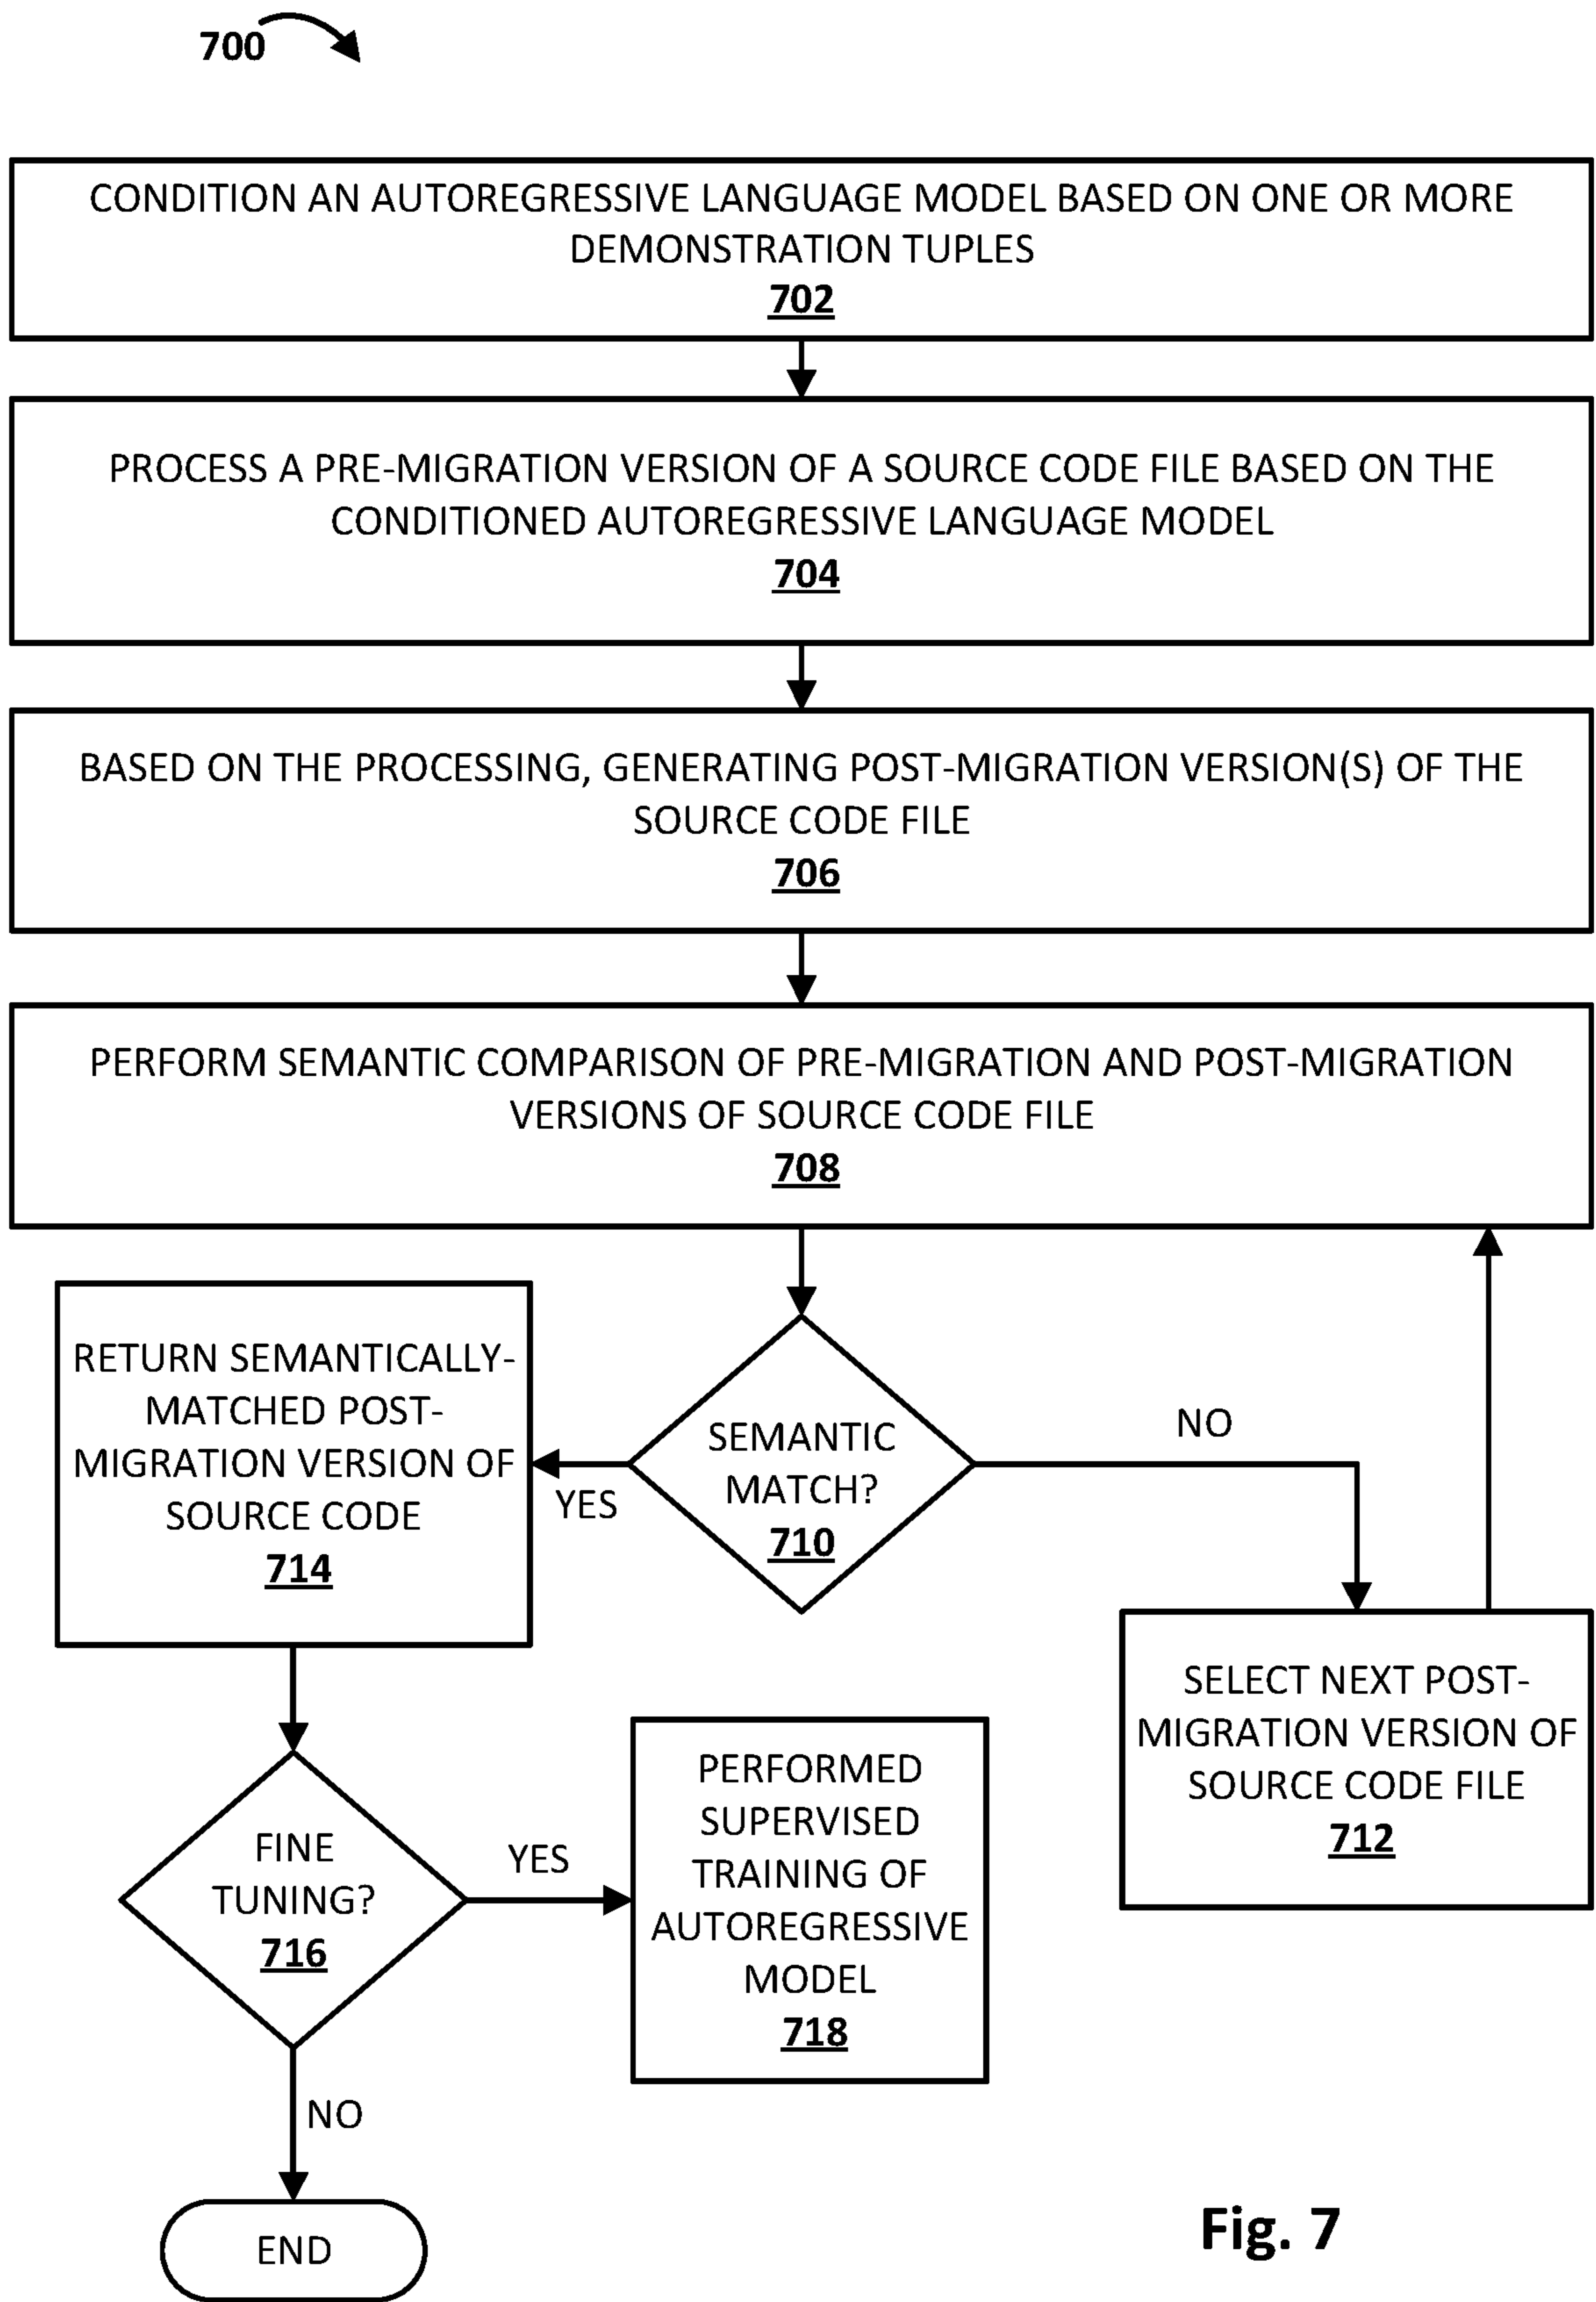 700
CONDITION AN AUTOREGRESSIVE LANGUAGE MODEL BASED ON ONE OR MORE
DEMONSTRATION TUPLES
702
PROCESS A PRE-MIGRATION VERSION OF A SOURCE CODE FILE BASED ON THE
CONDITIONED AUTOREGRESSIVE LANGUAGE MODEL
704
BASED ON THE PROCESSING, GENERATING POST-MIGRATION VERSION(S) OF THE
SOURCE CODE FILE
706
PERFORM SEMANTIC COMPARISON OF PRE-MIGRATION AND POST-MIGRATION
VERSIONS OF SOURCE CODE FILE
708
SEMANTIC
MATCH?
710
YES
NO
RETURN SEMANTICALLY-
MATCHED POST-
MIGRATION VERSION OF
SOURCE CODE
714
SELECT NEXT POST-
MIGRATION VERSION OF
SOURCE CODE FILE
712
FINE
TUNING?
716
YES
PERFORMED
SUPERVISED
TRAINING OF
AUTOREGRESSIVE
MODEL
718
NO
END
Fig. 7